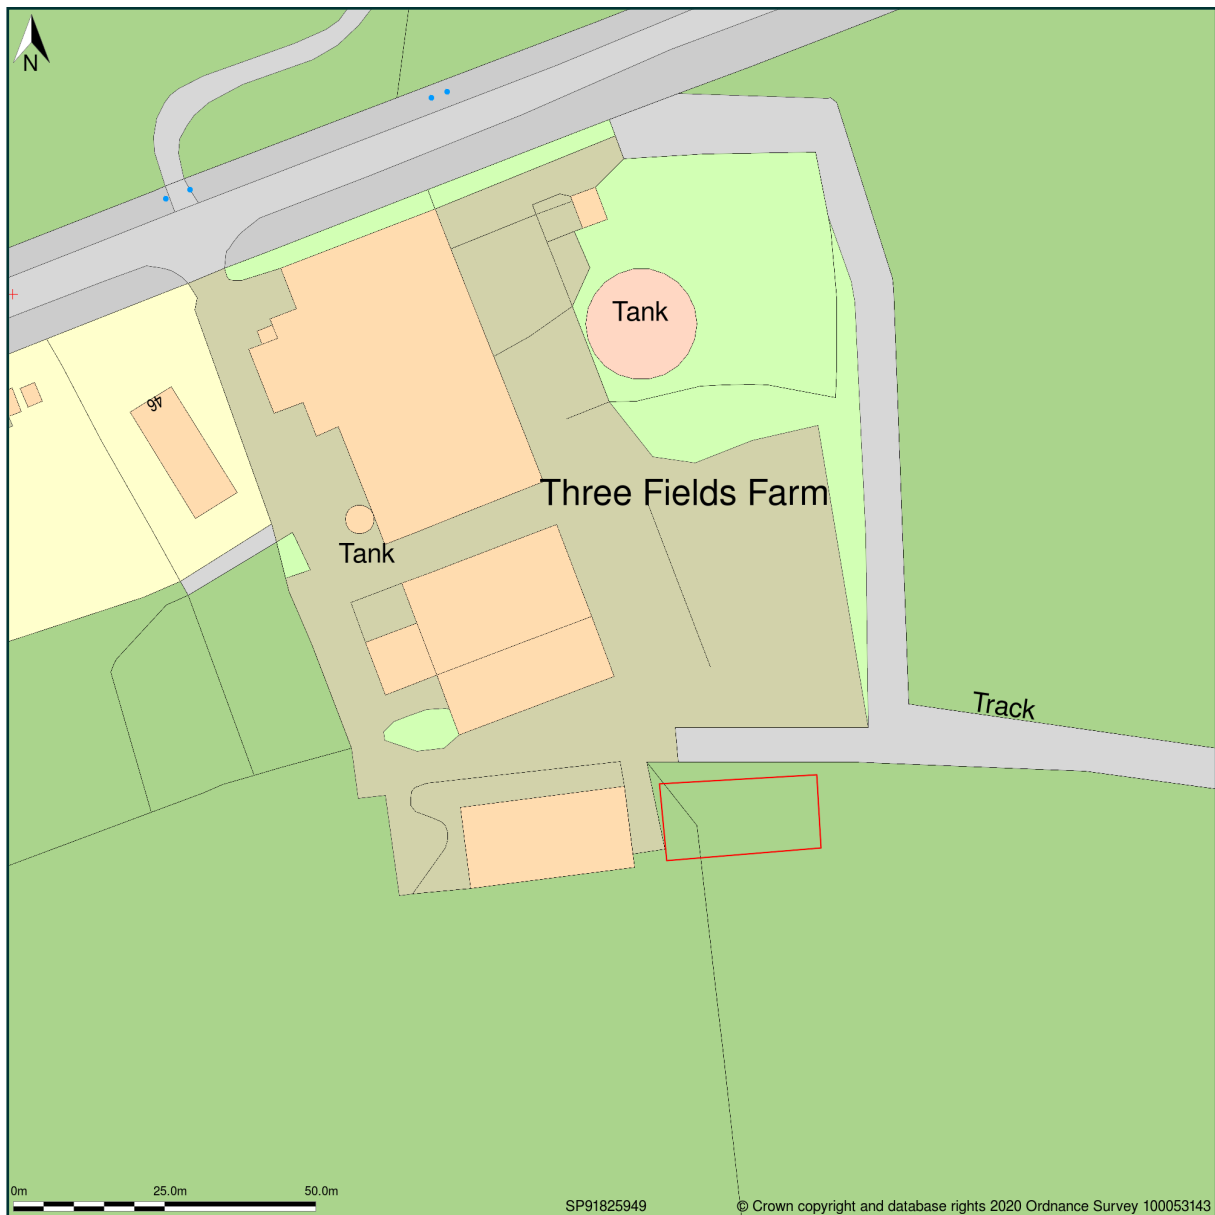 N
Tank
46
Three Fields Farm
Tank
Track
0m 25.0m 50.0m
SP91825949
© Crown copyright and database rights 2020 Ordnance Survey 100053143